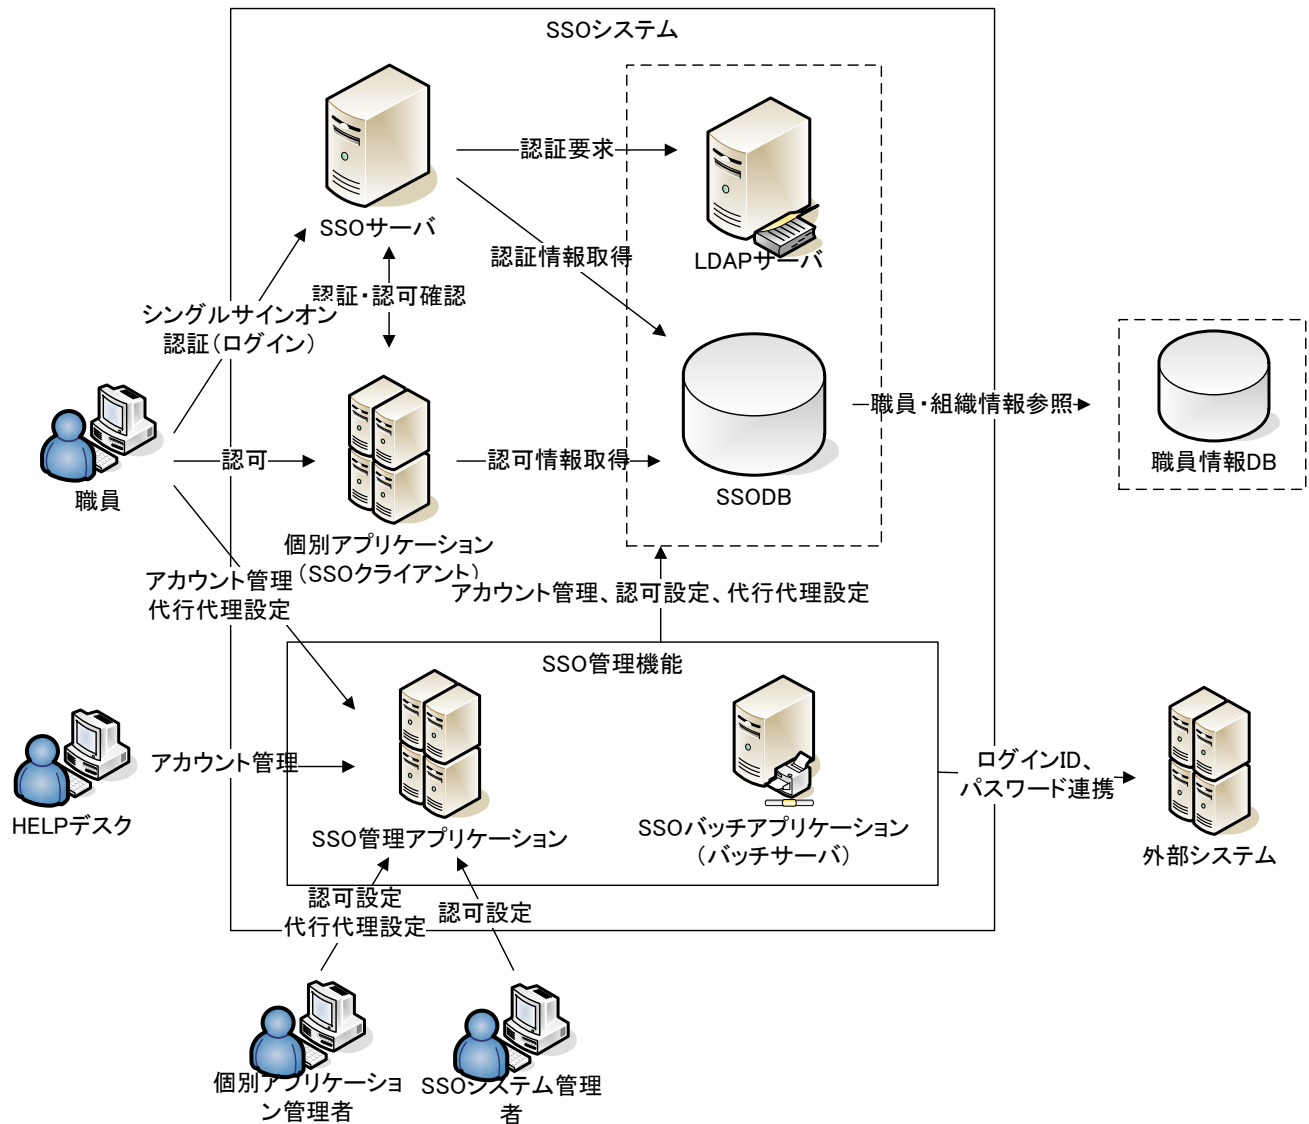 SSOシステム
認証要求
SSOサーバ
LDAPサーバ
認証情報取得
認証・認可確認
シングルサインオン
認証（ログイン）
職員・組織情報参照
職員情報DB
認可
認可情報取得
SSODB
職員
個別アプリケーション
（SSOクライアント）
アカウント管理
代行代理設定
アカウント管理、認可設定、代行代理設定
SSO管理機能
アカウント管理
ログインID、
パスワード連携
HELPデスク
SSO管理アプリケーション
SSOバッチアプリケーション
（バッチサーバ）
外部システム
認可設定
代行代理設定
認可設定
個別アプリケーショ
ン管理者
SSOシステム管理
者